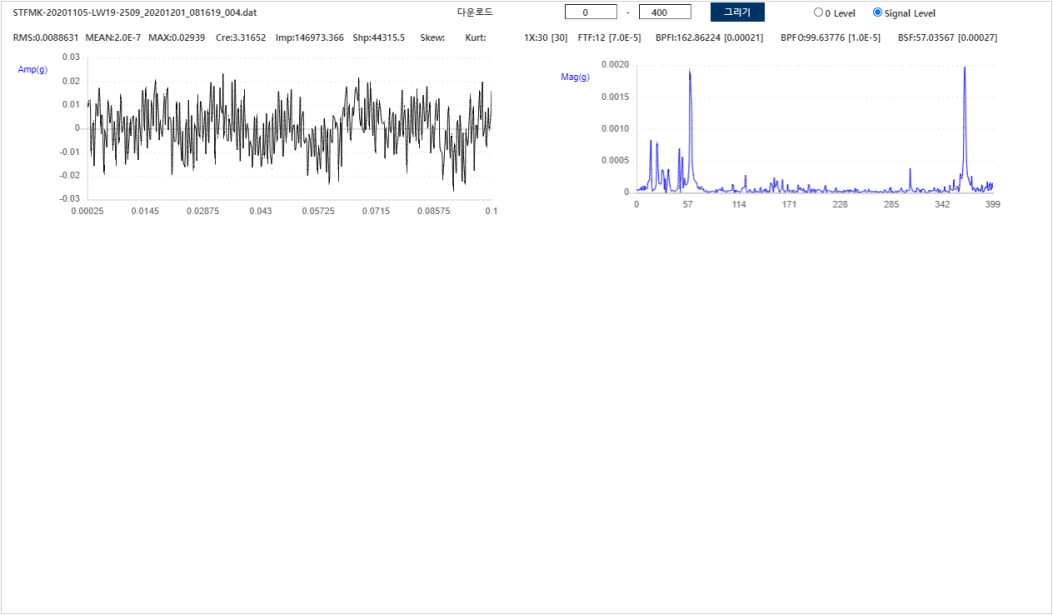 STFMK-20201105-LW19-2509_20201201_081619_004.dat 다운로드 0 - 400 그리기 0 Level Signal Level
RMS:0.0088631 MEAN:2.0E-7 MAX:0.02939 Cre:3.31652 Imp:146973.366 Shp:44315.5 Skew: Kurt: 1X:30 [30] FTF:12 [7.0E-5] BPFI:162.86224 [0.00021] BPFO:99.63776 [1.0E-5] BSF:57.03567 [0.00027]
Amp(g)
0.03
0.02
0.01
0
-0.01
-0.02
-0.03
0.00025 0.0145 0.02875 0.043 0.05725 0.0715 0.08575 0.1
Mag(g)
0.0020
0.0015
0.0010
0.0005
0
0 57 114 171 228 285 342 399